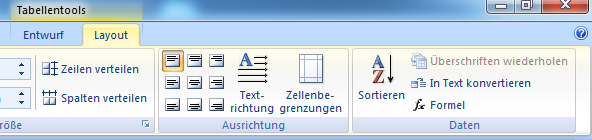 Tabellentools
Entwurf Layout
Zeilen verteilen
Spalten verteilen
röße
Text-
richtung
Zellenbe-
grenzungen
Ausrichtung
A
Z
Sortieren
Überschriften wiederholen
In Text konvertieren
fx Formel
Daten